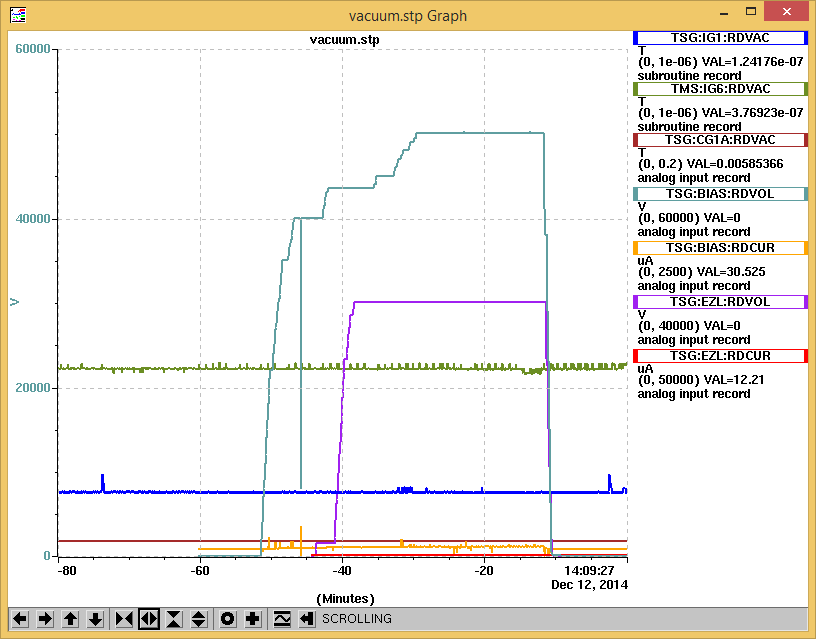 vacuum.stp Graph
vacuum.stp
60000
40000
20000
0
V
-80
-60
-40
-20
14:09:27
Dec 12, 2014
(Minutes)
TSG:IG1:RDVAC
T
(0, 1e-06) VAL=1.24176e-07
subroutine record
TMS:IG6:RDVAC
T
(0, 1e-06) VAL=3.76923e-07
subroutine record
TSG:CG1A:RDVAC
T
(0, 0.2) VAL=0.00585366
analog input record
TSG:BIAS:RDVOL
V
(0, 60000) VAL=0
analog input record
TSG:BIAS:RDCUR
uA
(0, 2500) VAL=30.525
analog input record
TSG:EZL:RDVOL
V
(0, 40000) VAL=0
analog input record
TSG:EZL:RDCUR
uA
(0, 50000) VAL=12.21
analog input record
SCROLLING